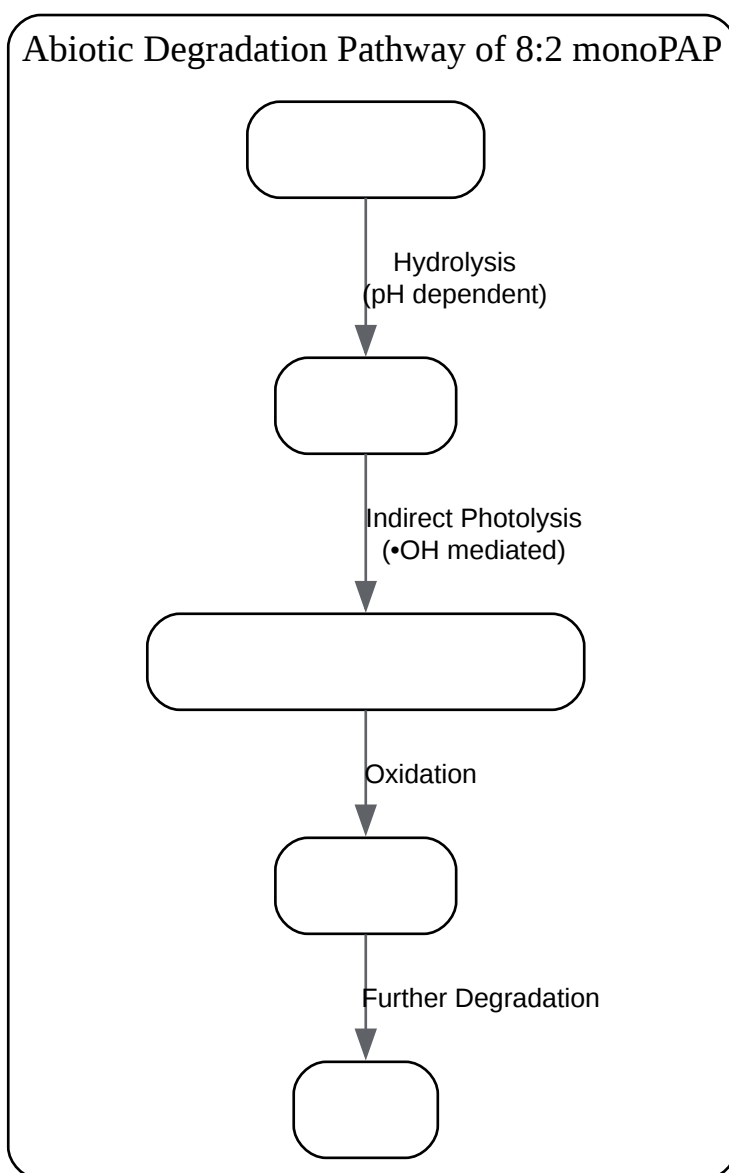 Abiotic Degradation Pathway of 8:2 monoPAP
Hydrolysis
(pH dependent)
Indirect Photolysis
(•OH mediated)
Oxidation
Further Degradation